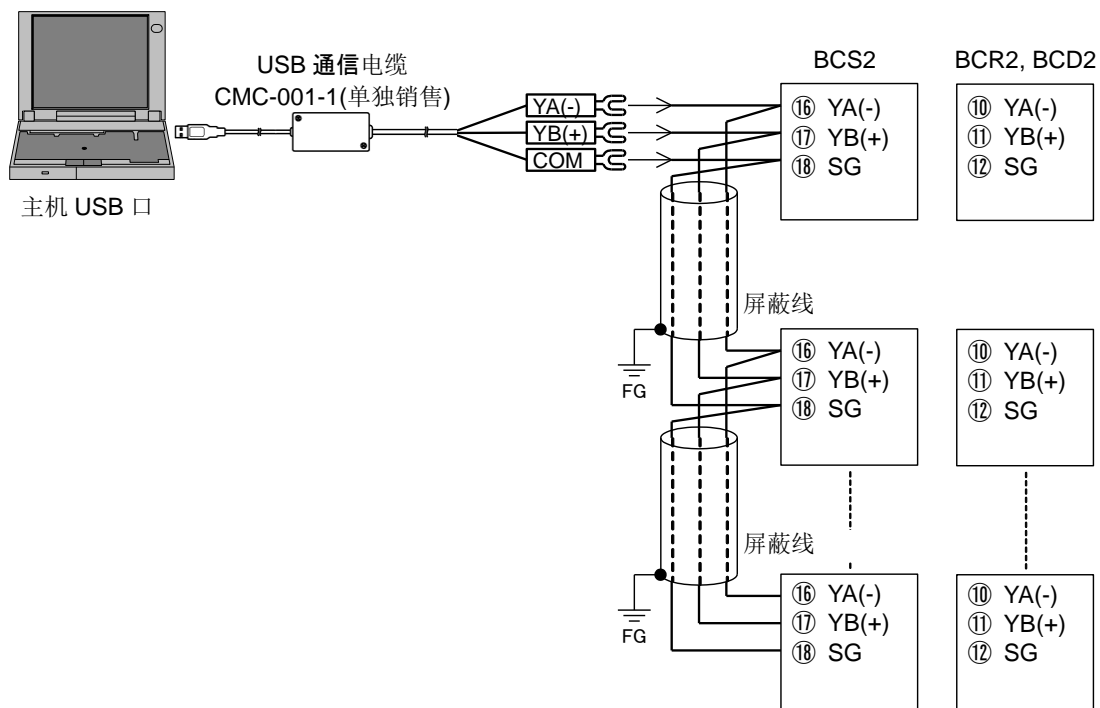 USB 通信电缆
CMC-001-1(单独销售)
主机 USB 口
YA(-)
YB(+)
COM
BCS2
⑯ YA(-)
⑰ YB(+)
⑱ SG
BCR2, BCD2
⑩ YA(-)
⑪ YB(+)
⑫ SG
屏蔽线
FG
⑯ YA(-)
⑰ YB(+)
⑱ SG
⑩ YA(-)
⑪ YB(+)
⑫ SG
屏蔽线
FG
⑯ YA(-)
⑰ YB(+)
⑱ SG
⑩ YA(-)
⑪ YB(+)
⑫ SG